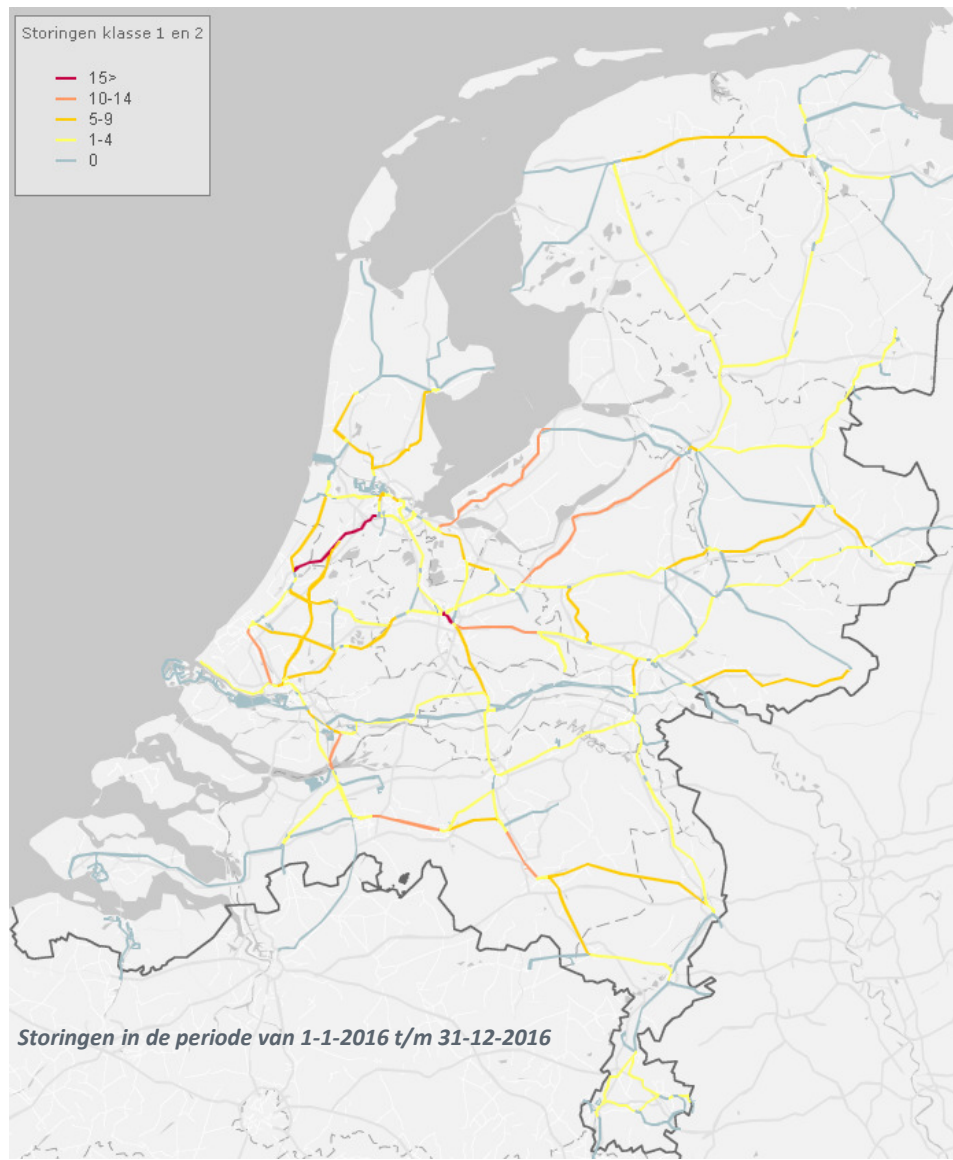 Storingen klasse 1 en 2
15>
10-14
5-9
1-4
0
Storingen in de periode van 1-1-2016 t/m 31-12-2016